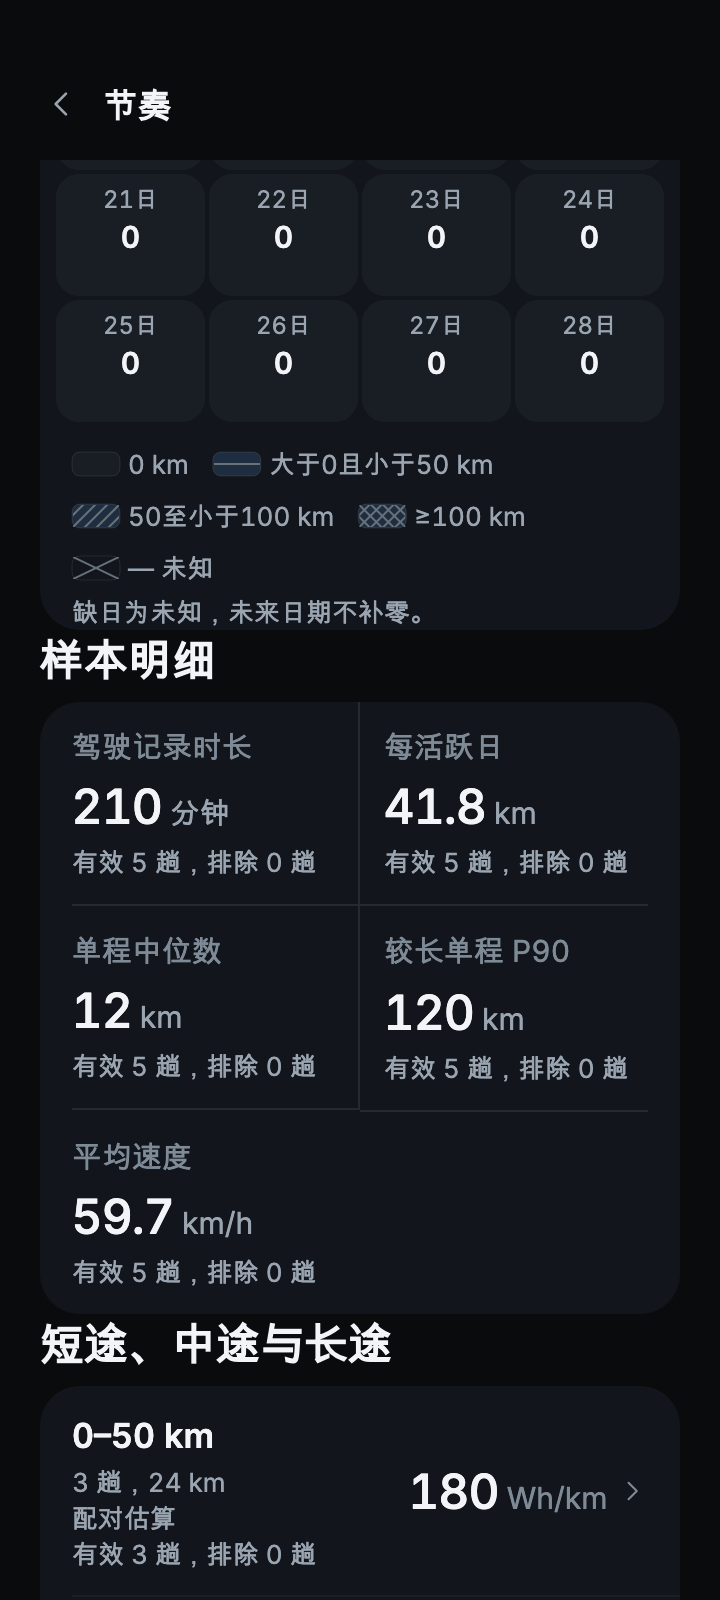 节奏
21日 22日 23日 24日
0 0 0 0
25日 26日 27日 28日
0 0 0 0
0 km 大于0且小于50 km
50至小于100 km ≥100 km
— 未知
缺日为未知，未来日期不补零。
样本明细
驾驶记录时长
210 分钟
有效 5 趟，排除 0 趟
每活跃日
41.8 km
有效 5 趟，排除 0 趟
单程中位数
12 km
有效 5 趟，排除 0 趟
较长单程 P90
120 km
有效 5 趟，排除 0 趟
平均速度
59.7 km/h
有效 5 趟，排除 0 趟
短途、中途与长途
0–50 km
3 趟，24 km
配对估算
有效 3 趟，排除 0 趟
180 Wh/km